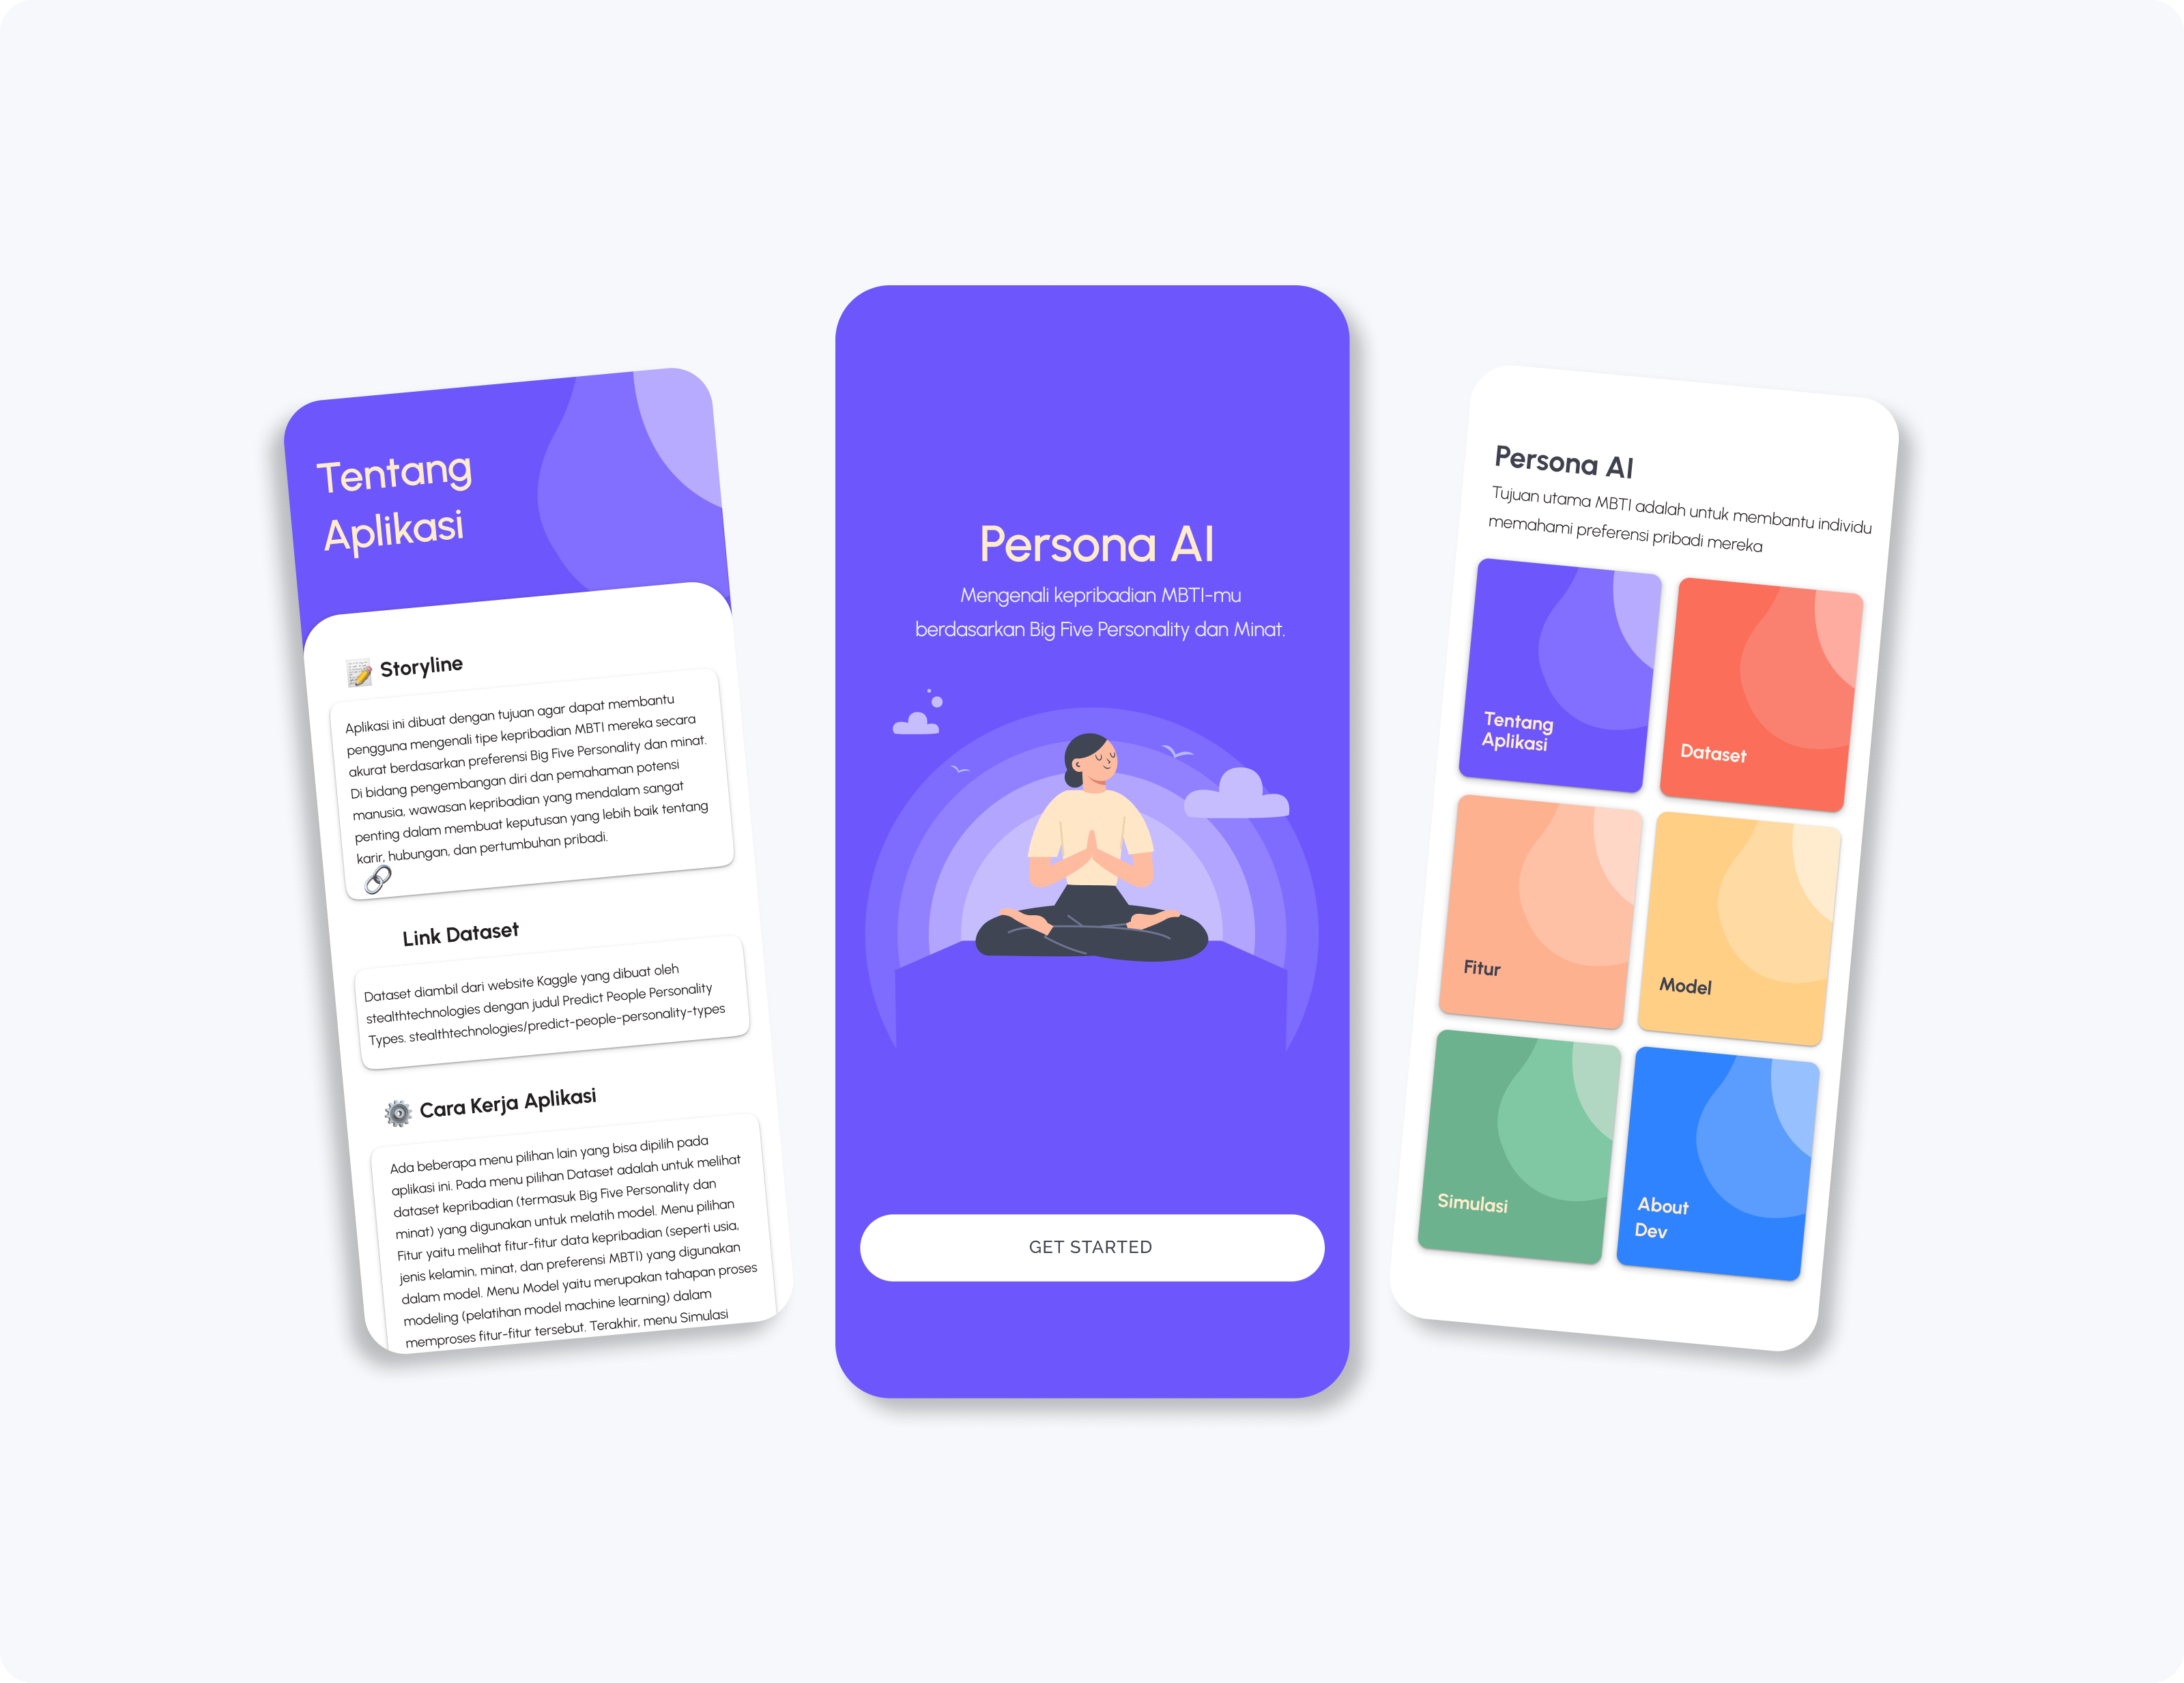 Tentang
Aplikasi
Storyline
Aplikasi ini dibuat dengan tujuan agar dapat membantu
pengguna mengenali tipe kepribadian MBTI mereka secara
akurat berdasarkan preferensi Big Five Personality dan minat.
Di bidang pengembangan diri dan pemahaman potensi
manusia, wawasan kepribadian yang mendalam sangat
penting dalam membuat keputusan yang lebih baik tentang
karir, hubungan, dan pertumbuhan pribadi.
Link Dataset
Dataset diambil dari website Kaggle yang dibuat oleh
stealthtechnologies dengan judul Predict People Personality
Types. stealthtechnologies/predict-people-personality-types
Cara Kerja Aplikasi
Ada beberapa menu pilihan lain yang bisa dipilih pada
aplikasi ini. Pada menu pilihan Dataset adalah untuk melihat
dataset kepribadian (termasuk Big Five Personality dan
minat) yang digunakan untuk melatih model. Menu pilihan
Fitur yaitu melihat fitur-fitur data kepribadian (seperti usia,
jenis kelamin, minat, dan preferensi MBTI) yang digunakan
dalam model. Menu Model yaitu merupakan tahapan proses
modeling (pelatihan model machine learning) dalam
memproses fitur-fitur tersebut. Terakhir, menu Simulasi
Persona AI
Mengenali kepribadian MBTI-mu
berdasarkan Big Five Personality dan Minat.
GET STARTED
Persona AI
Tujuan utama MBTI adalah untuk membantu individu
memahami preferensi pribadi mereka
Tentang
Aplikasi
Dataset
Fitur
Model
Simulasi
About
Dev